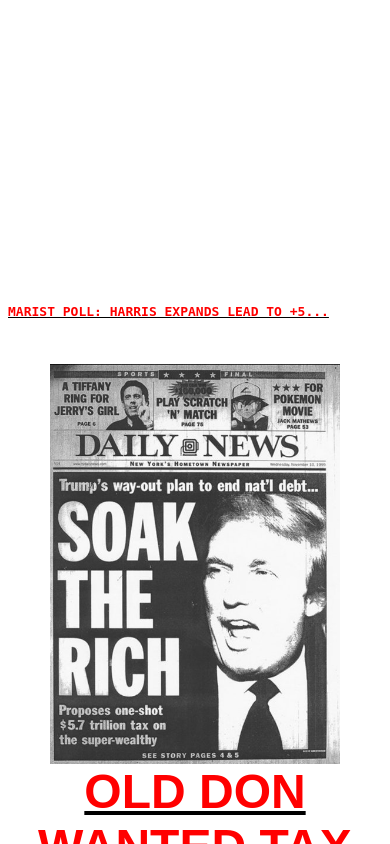 MARIST POLL: HARRIS EXPANDS LEAD TO +5...
SPORTS ★ ★ ★ ★ FINAL
A TIFFANY
RING FOR
JERRY'S GIRL
PAGE 6
PLAY SCRATCH
'N' MATCH
PAGE 76
★★★ FOR
POKEMON
MOVIE
JACK MATHEWS
PAGE 53
DAILY NEWS
NEW YORK'S HOMETOWN NEWSPAPER
Trump's way-out plan to end nat'l debt...
SOAK
THE
RICH
Proposes one-shot
$5.7 trillion tax on
the super-wealthy
SEE STORY PAGES 4 & 5
OLD DON
WANTED TAX